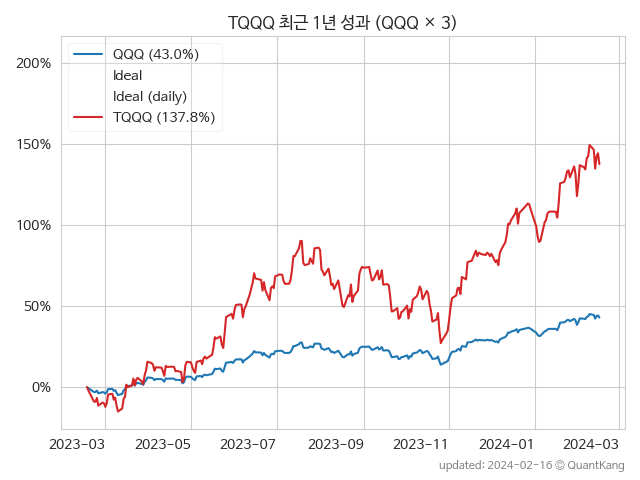 TQQQ 최근 1년 성과 (QQQ × 3)
QQQ (43.0%)
Ideal
Ideal (daily)
TQQQ (137.8%)
200%
150%
100%
50%
0%
2023-03 2023-05 2023-07 2023-09 2023-11 2024-01 2024-03
updated: 2024-02-16 © QuantKang